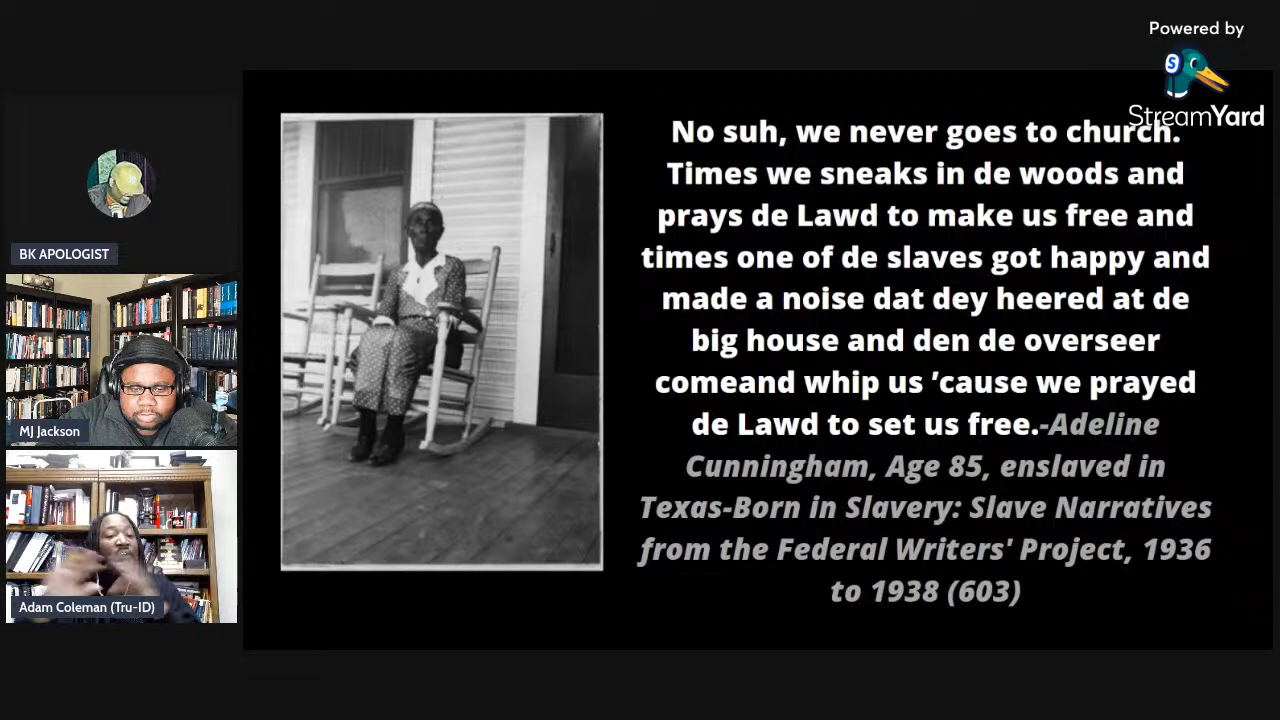 Powered by
S
StreamYard
BK APOLOGIST
MJ Jackson
Adam Coleman (Tru-ID)
No suh, we never goes to church.
Times we sneaks in de woods and
prays de Lawd to make us free and
times one of de slaves got happy and
made a noise dat dey heered at de
big house and den de overseer
comeand whip us ’cause we prayed
de Lawd to set us free.-Adeline
Cunningham, Age 85, enslaved in
Texas-Born in Slavery: Slave Narratives
from the Federal Writers' Project, 1936
to 1938 (603)